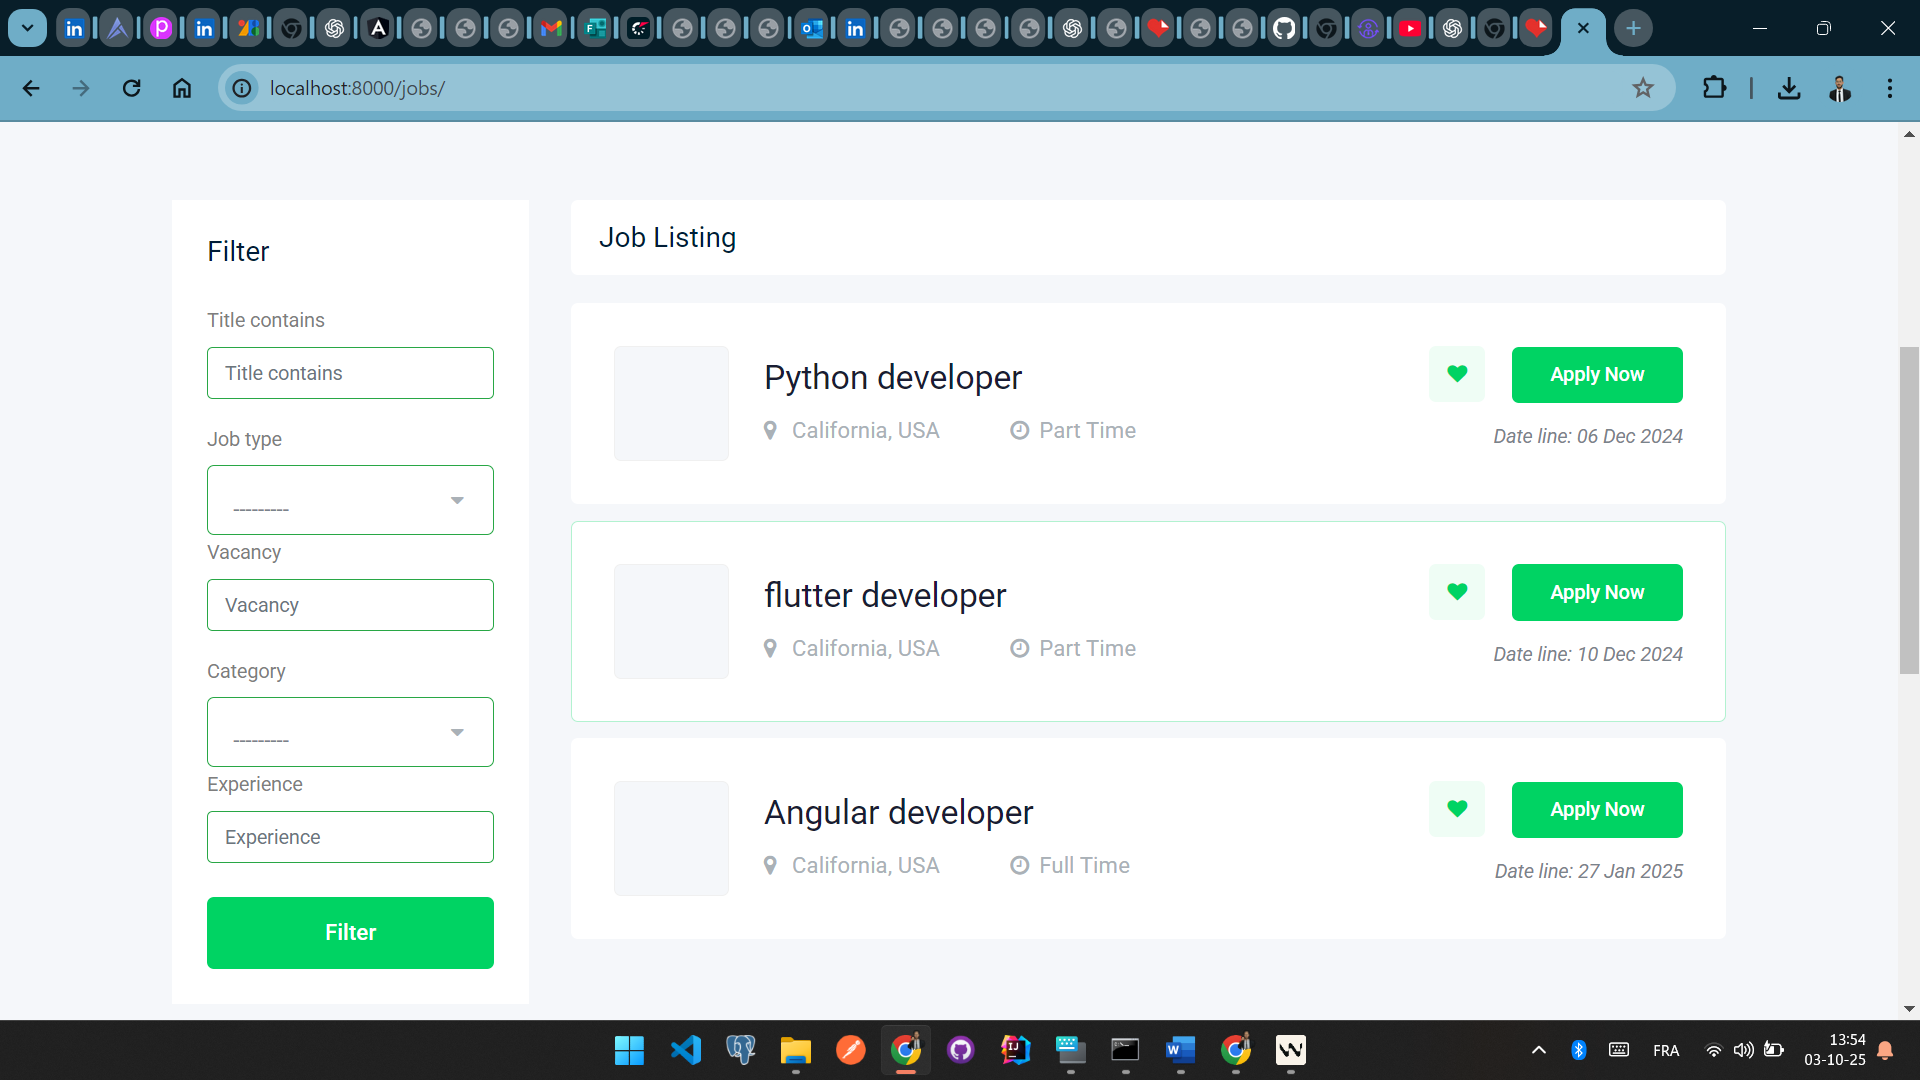 localhost:8000/jobs/
Filter
Title contains
Title contains
Job type
---------
Vacancy
Vacancy
Category
---------
Experience
Experience
Filter
Job Listing
Python developer
California, USA
Part Time
Apply Now
Date line: 06 Dec 2024
flutter developer
California, USA
Part Time
Apply Now
Date line: 10 Dec 2024
Angular developer
California, USA
Full Time
Apply Now
Date line: 27 Jan 2025
FRA
13:54
03-10-25